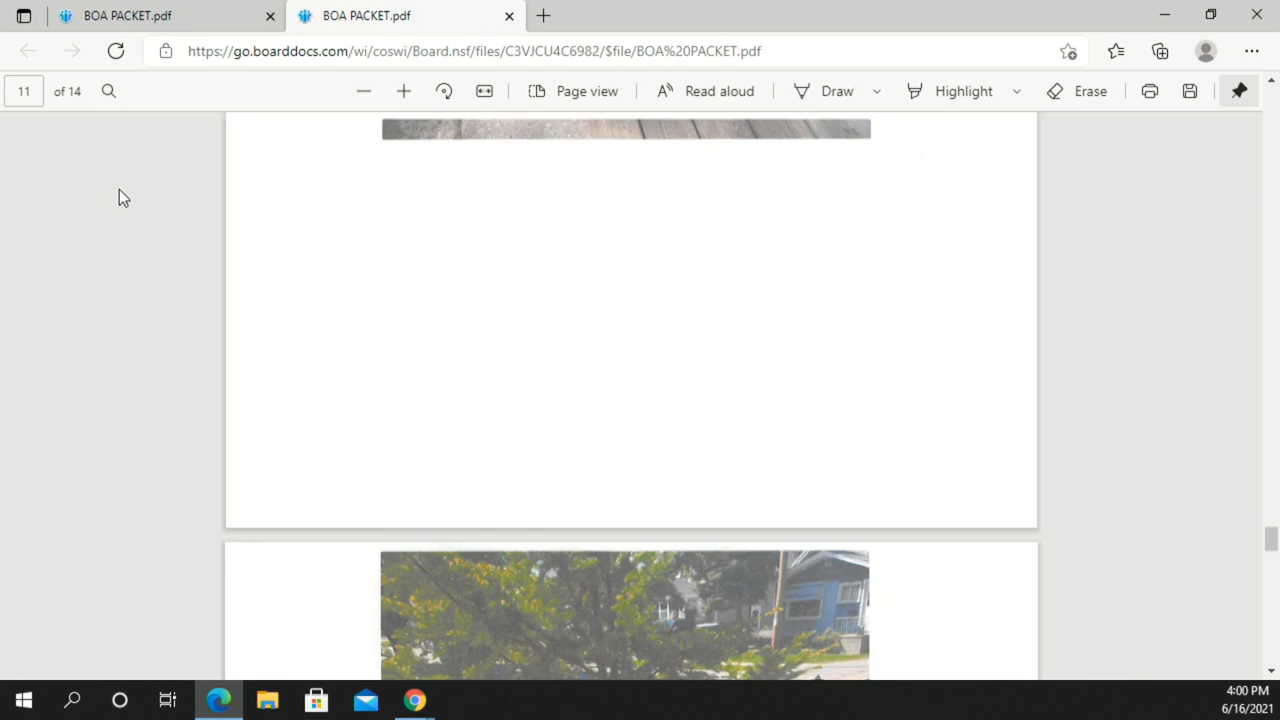 BOA PACKET.pdf
BOA PACKET.pdf
https://go.boarddocs.com/wi/coswi/Board.nsf/files/C3VJCU4C6982/$file/BOA%20PACKET.pdf
11 of 14
Page view
Read aloud
Draw
Highlight
Erase
4:00 PM
6/16/2021